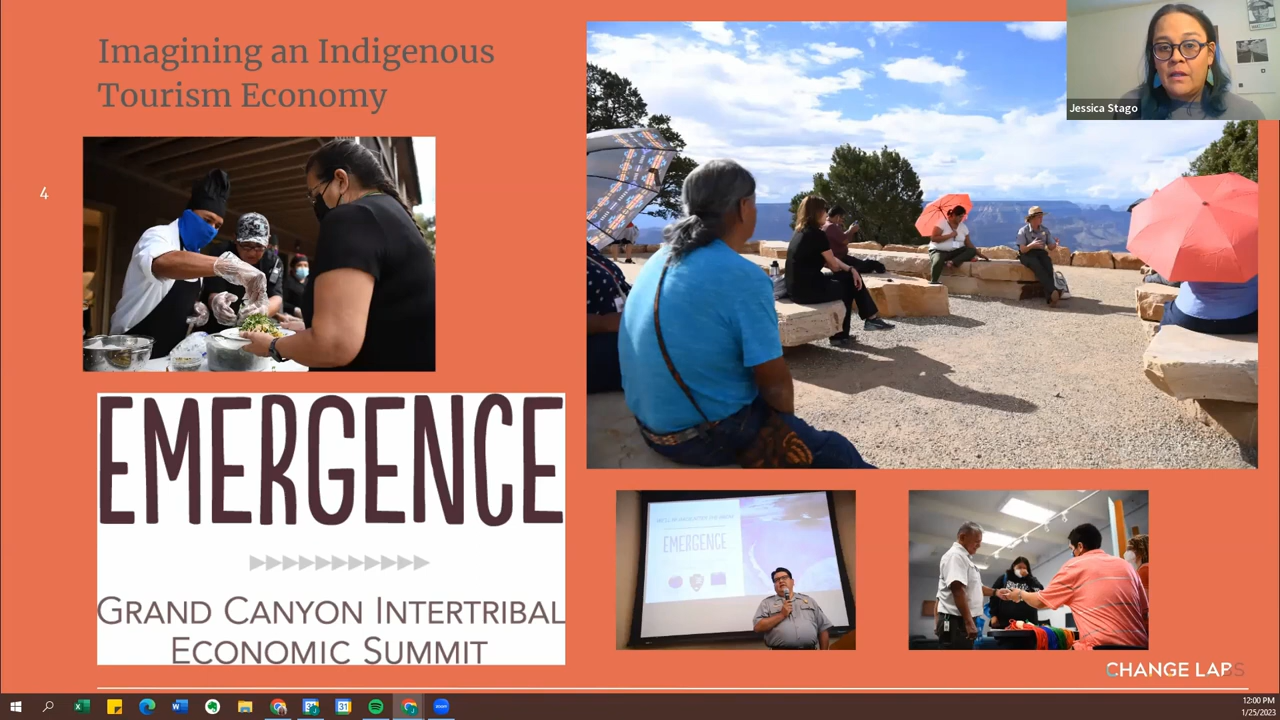 Imagining an Indigenous
Tourism Economy
Jessica Stago
4
EMERGENCE
GRAND CANYON INTERTRIBAL
ECONOMIC SUMMIT
EMERGENCE
CHANGE LABS
31
12:00 PM
1/25/2023